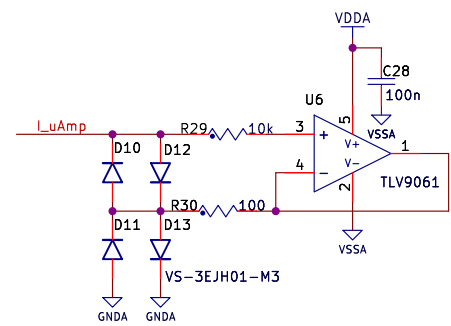 VDDA
C28
100n
VSSA
U6
I_uAmp
R29
10k
3
5
+
V+
1
4
-
V-
2
TLV9061
D10
D12
R30
100
D11
D13
VSSA
VS-3EJH01-M3
GNDA
GNDA